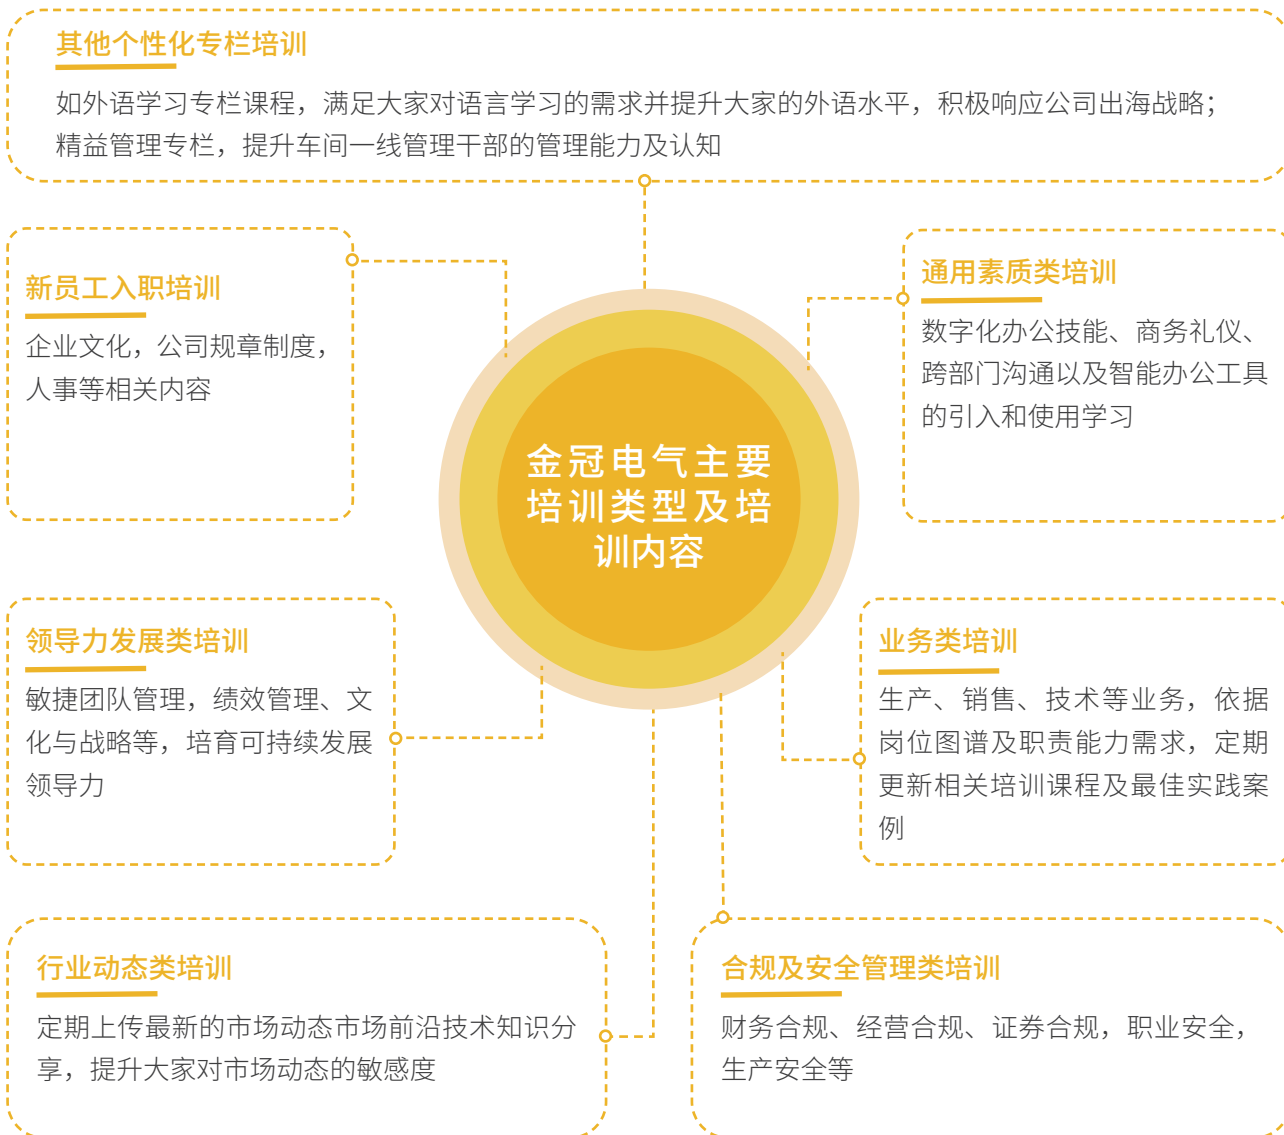 其他个性化专栏培训
如外语学习专栏课程，满足大家对语言学习的需求并提升大家的外语水平，积极响应公司出海战略；
精益管理专栏，提升车间一线管理干部的管理能力及认知
新员工入职培训
企业文化，公司规章制度，
人事等相关内容
通用素质类培训
数字化办公技能、商务礼仪、
跨部门沟通以及智能办公工具
的引入和使用学习
金冠电气主要
培训类型及培
训内容
领导力发展类培训
敏捷团队管理，绩效管理、文
化与战略等，培育可持续发展
领导力
业务类培训
生产、销售、技术等业务，依据
岗位图谱及职责能力需求，定期
更新相关培训课程及最佳实践案
例
行业动态类培训
定期上传最新的市场动态市场前沿技术知识分
享，提升大家对市场动态的敏感度
合规及安全管理类培训
财务合规、经营合规、证券合规，职业安全，
生产安全等